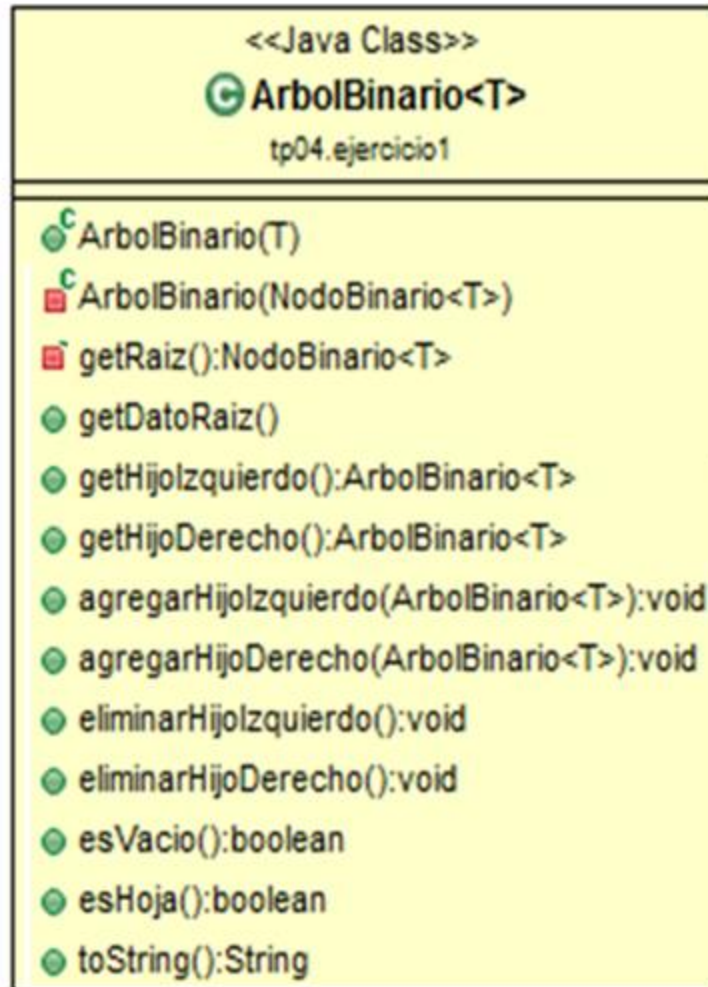 <<Java Class>>
C ArbolBinario<T>
tp04.ejercicio1
C ArbolBinario(T)
C ArbolBinario(NodoBinario<T>)
getRaiz():NodoBinario<T>
getDatoRaiz()
getHijoIzquierdo():ArbolBinario<T>
getHijoDerecho():ArbolBinario<T>
agregarHijoIzquierdo(ArbolBinario<T>):void
agregarHijoDerecho(ArbolBinario<T>):void
eliminarHijoIzquierdo():void
eliminarHijoDerecho():void
esVacio():boolean
esHoja():boolean
toString():String